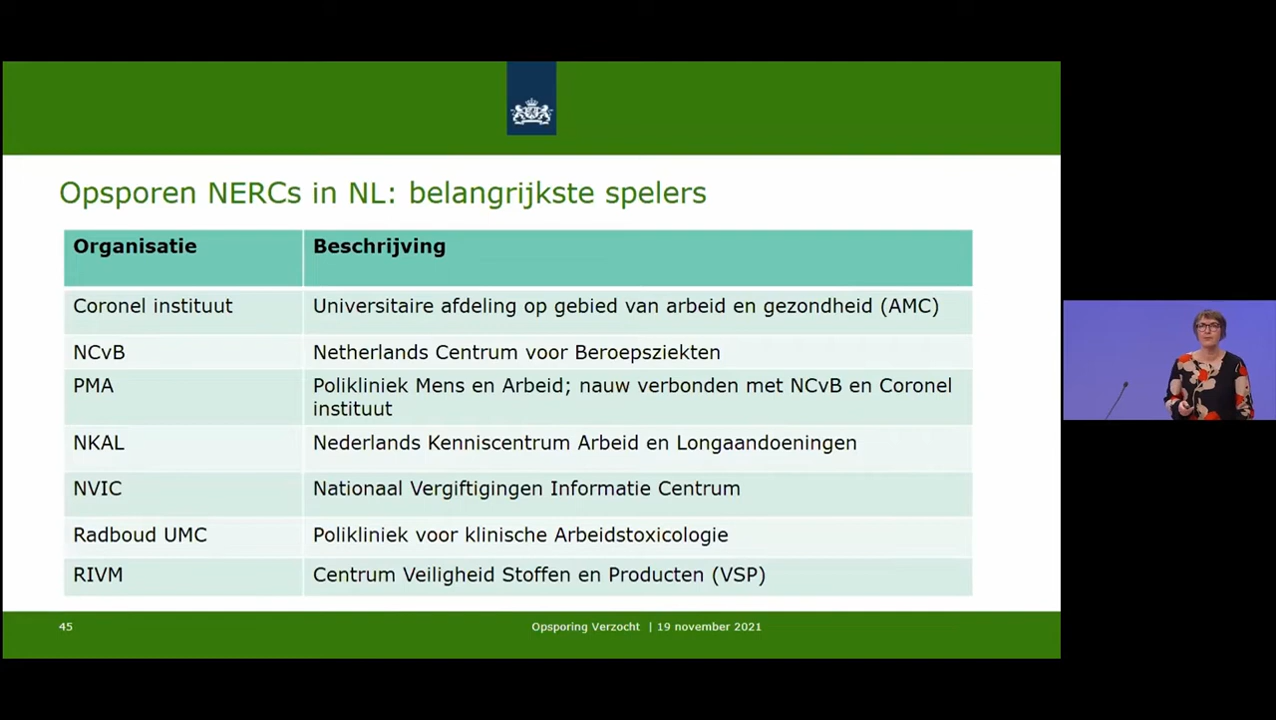 Opsporen NERCs in NL: belangrijkste spelers
Organisatie
Beschrijving
Coronel instituut
Universitaire afdeling op gebied van arbeid en gezondheid (AMC)
NCvB
Netherlands Centrum voor Beroepsziekten
PMA
Polikliniek Mens en Arbeid; nauw verbonden met NCvB en Coronel
instituut
NKAL
Nederlands Kenniscentrum Arbeid en Longaandoeningen
NVIC
Nationaal Vergiftigingen Informatie Centrum
Radboud UMC
Polikliniek voor klinische Arbeidstoxicologie
RIVM
Centrum Veiligheid Stoffen en Producten (VSP)
45
Opsporing Verzocht | 19 november 2021